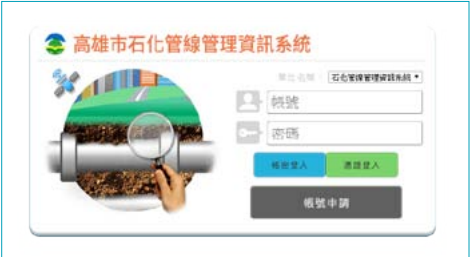 高雄市石化管線管理資訊系統
單位名稱 石化管線管理資訊系統
帳號
密碼
帳密登入 憑證登入
帳號申請